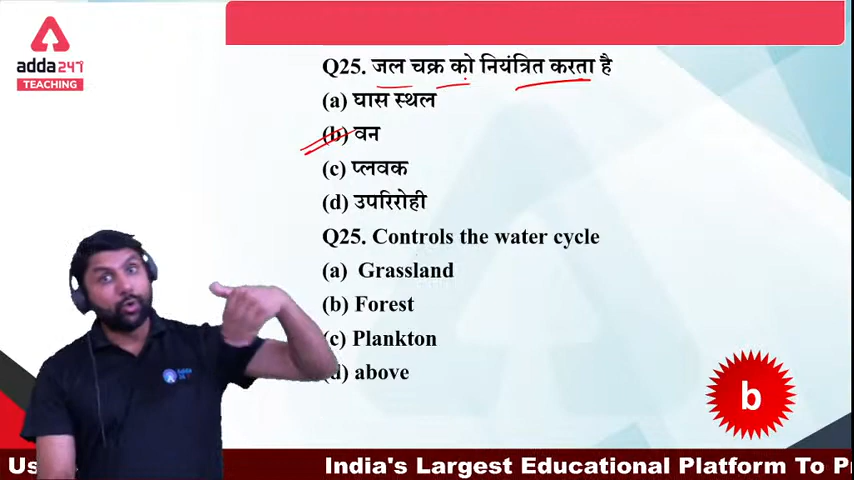 adda247
TEACHING
Q25. जल चक्र को नियंत्रित करता है
(a) घास स्थल
(b) वन
(c) प्लवक
(d) उपरिरोही
Q25. Controls the water cycle
(a) Grassland
(b) Forest
(c) Plankton
(d) above
b
India's Largest Educational Platform To